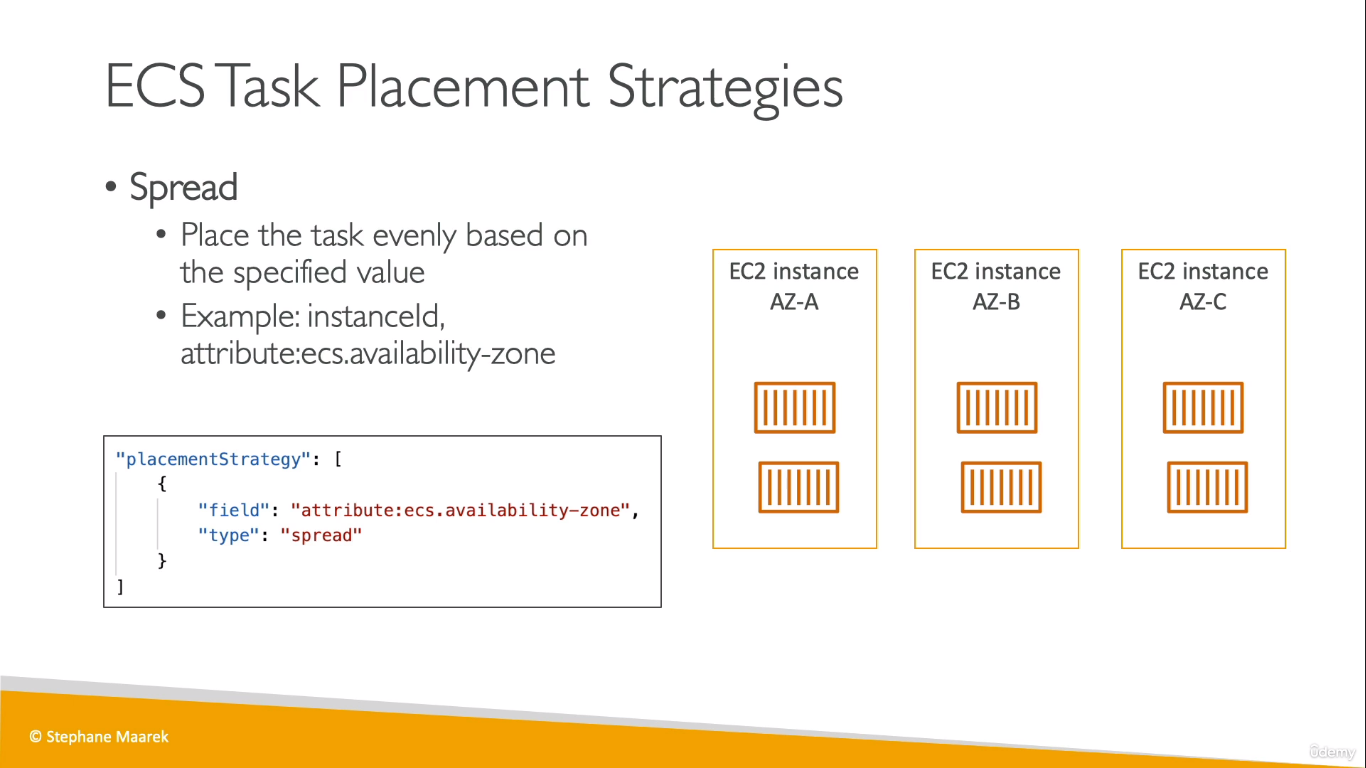 ECS Task Placement Strategies
• Spread
• Place the task evenly based on
the specified value
• Example: instanceId,
attribute:ecs.availability-zone
"placementStrategy": [
{
"field": "attribute:ecs.availability-zone",
"type": "spread"
}
]
EC2 instance
AZ-A
EC2 instance
AZ-B
EC2 instance
AZ-C
© Stephane Maarek
ûdemy